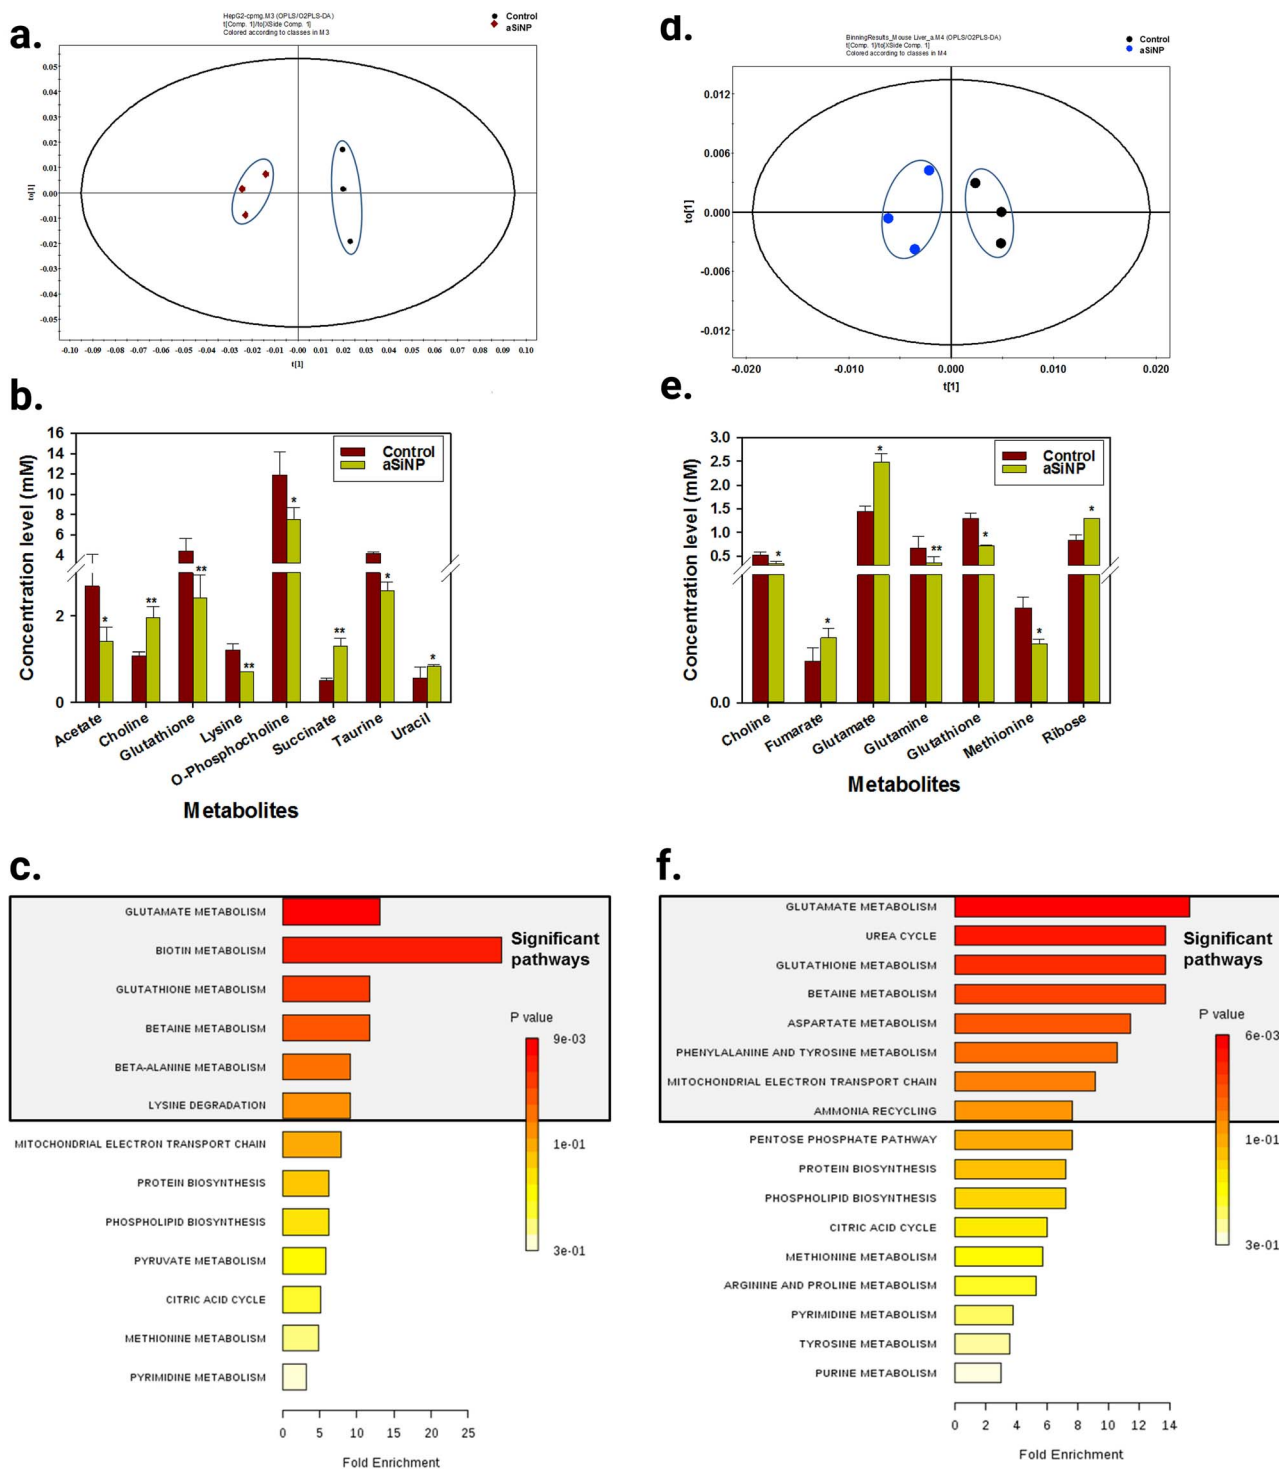 a.
HepG2-cpmg.M3 (OPLS/O2PLS-DA)
t[Comp. 1]/to[XSide Comp. 1]
Colored according to classes in M3
Control
aSiNP
0.05
0.04
0.03
0.02
0.01
0.00
-0.01
-0.02
-0.03
-0.04
-0.05
to[1]
-0.10 -0.09 -0.08 -0.07 -0.06 -0.05 -0.04 -0.03 -0.02 -0.01 -0.00 0.01 0.02 0.03 0.04 0.05 0.06 0.07 0.08 0.09 0.10
t[1]
d.
BinningResults_Mouse Liver_a.M4 (OPLS/O2PLS-DA)
t[Comp. 1]/to[XSide Comp. 1]
Colored according to classes in M4
Control
aSiNP
0.012
0.006
0.000
-0.006
-0.012
to[1]
-0.020 -0.010 0.000 0.010 0.020
t[1]
b.
16
14
12
10
8
6
4
2
0
Concentration level (mM)
Control
aSiNP
* ** ** ** * ** * *
Acetate
Choline
Glutathione
Lysine
O-Phosphocholine
Succinate
Taurine
Uracil
Metabolites
e.
3.0
2.5
2.0
1.5
1.0
0.5
0.0
Concentration level (mM)
Control
aSiNP
* * * ** * * *
Choline
Fumarate
Glutamate
Glutamine
Glutathione
Methionine
Ribose
Metabolites
c.
GLUTAMATE METABOLISM
BIOTIN METABOLISM
GLUTATHIONE METABOLISM
BETAINE METABOLISM
BETA-ALANINE METABOLISM
LYSINE DEGRADATION
MITOCHONDRIAL ELECTRON TRANSPORT CHAIN
PROTEIN BIOSYNTHESIS
PHOSPHOLIPID BIOSYNTHESIS
PYRUVATE METABOLISM
CITRIC ACID CYCLE
METHIONINE METABOLISM
PYRIMIDINE METABOLISM
Significant
pathways
P value
9e-03
1e-01
3e-01
0 5 10 15 20 25
Fold Enrichment
f.
GLUTAMATE METABOLISM
UREA CYCLE
GLUTATHIONE METABOLISM
BETAINE METABOLISM
ASPARTATE METABOLISM
PHENYLALANINE AND TYROSINE METABOLISM
MITOCHONDRIAL ELECTRON TRANSPORT CHAIN
AMMONIA RECYCLING
PENTOSE PHOSPHATE PATHWAY
PROTEIN BIOSYNTHESIS
PHOSPHOLIPID BIOSYNTHESIS
CITRIC ACID CYCLE
METHIONINE METABOLISM
ARGININE AND PROLINE METABOLISM
PYRIMIDINE METABOLISM
TYROSINE METABOLISM
PURINE METABOLISM
Significant
pathways
P value
6e-03
1e-01
3e-01
0 2 4 6 8 10 12 14
Fold Enrichment